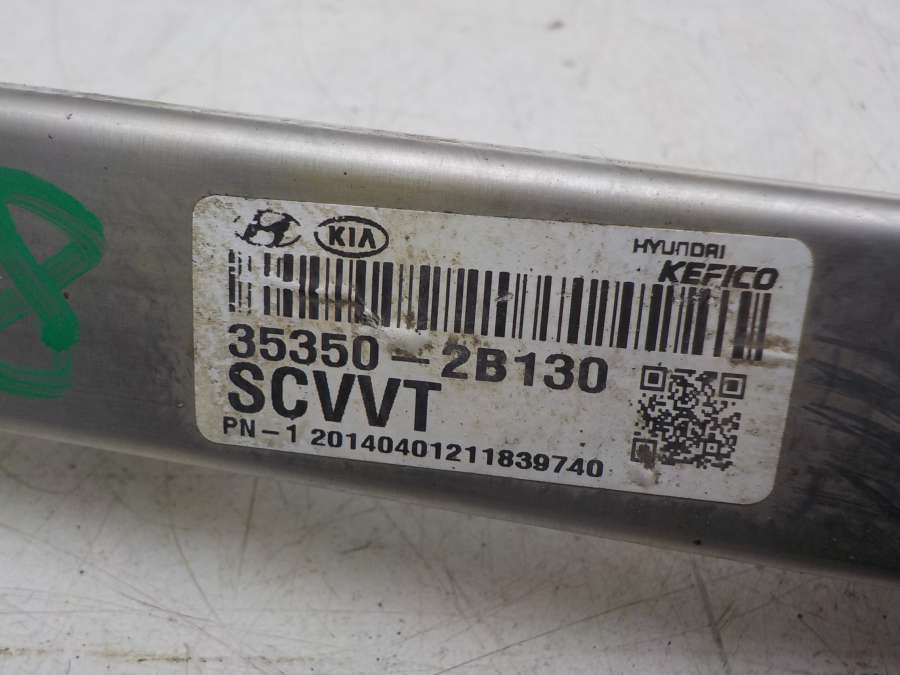 KIA
HYUNDAI
KEFICO
35350-2B130
SCVVT
PN-1 20140401211839740